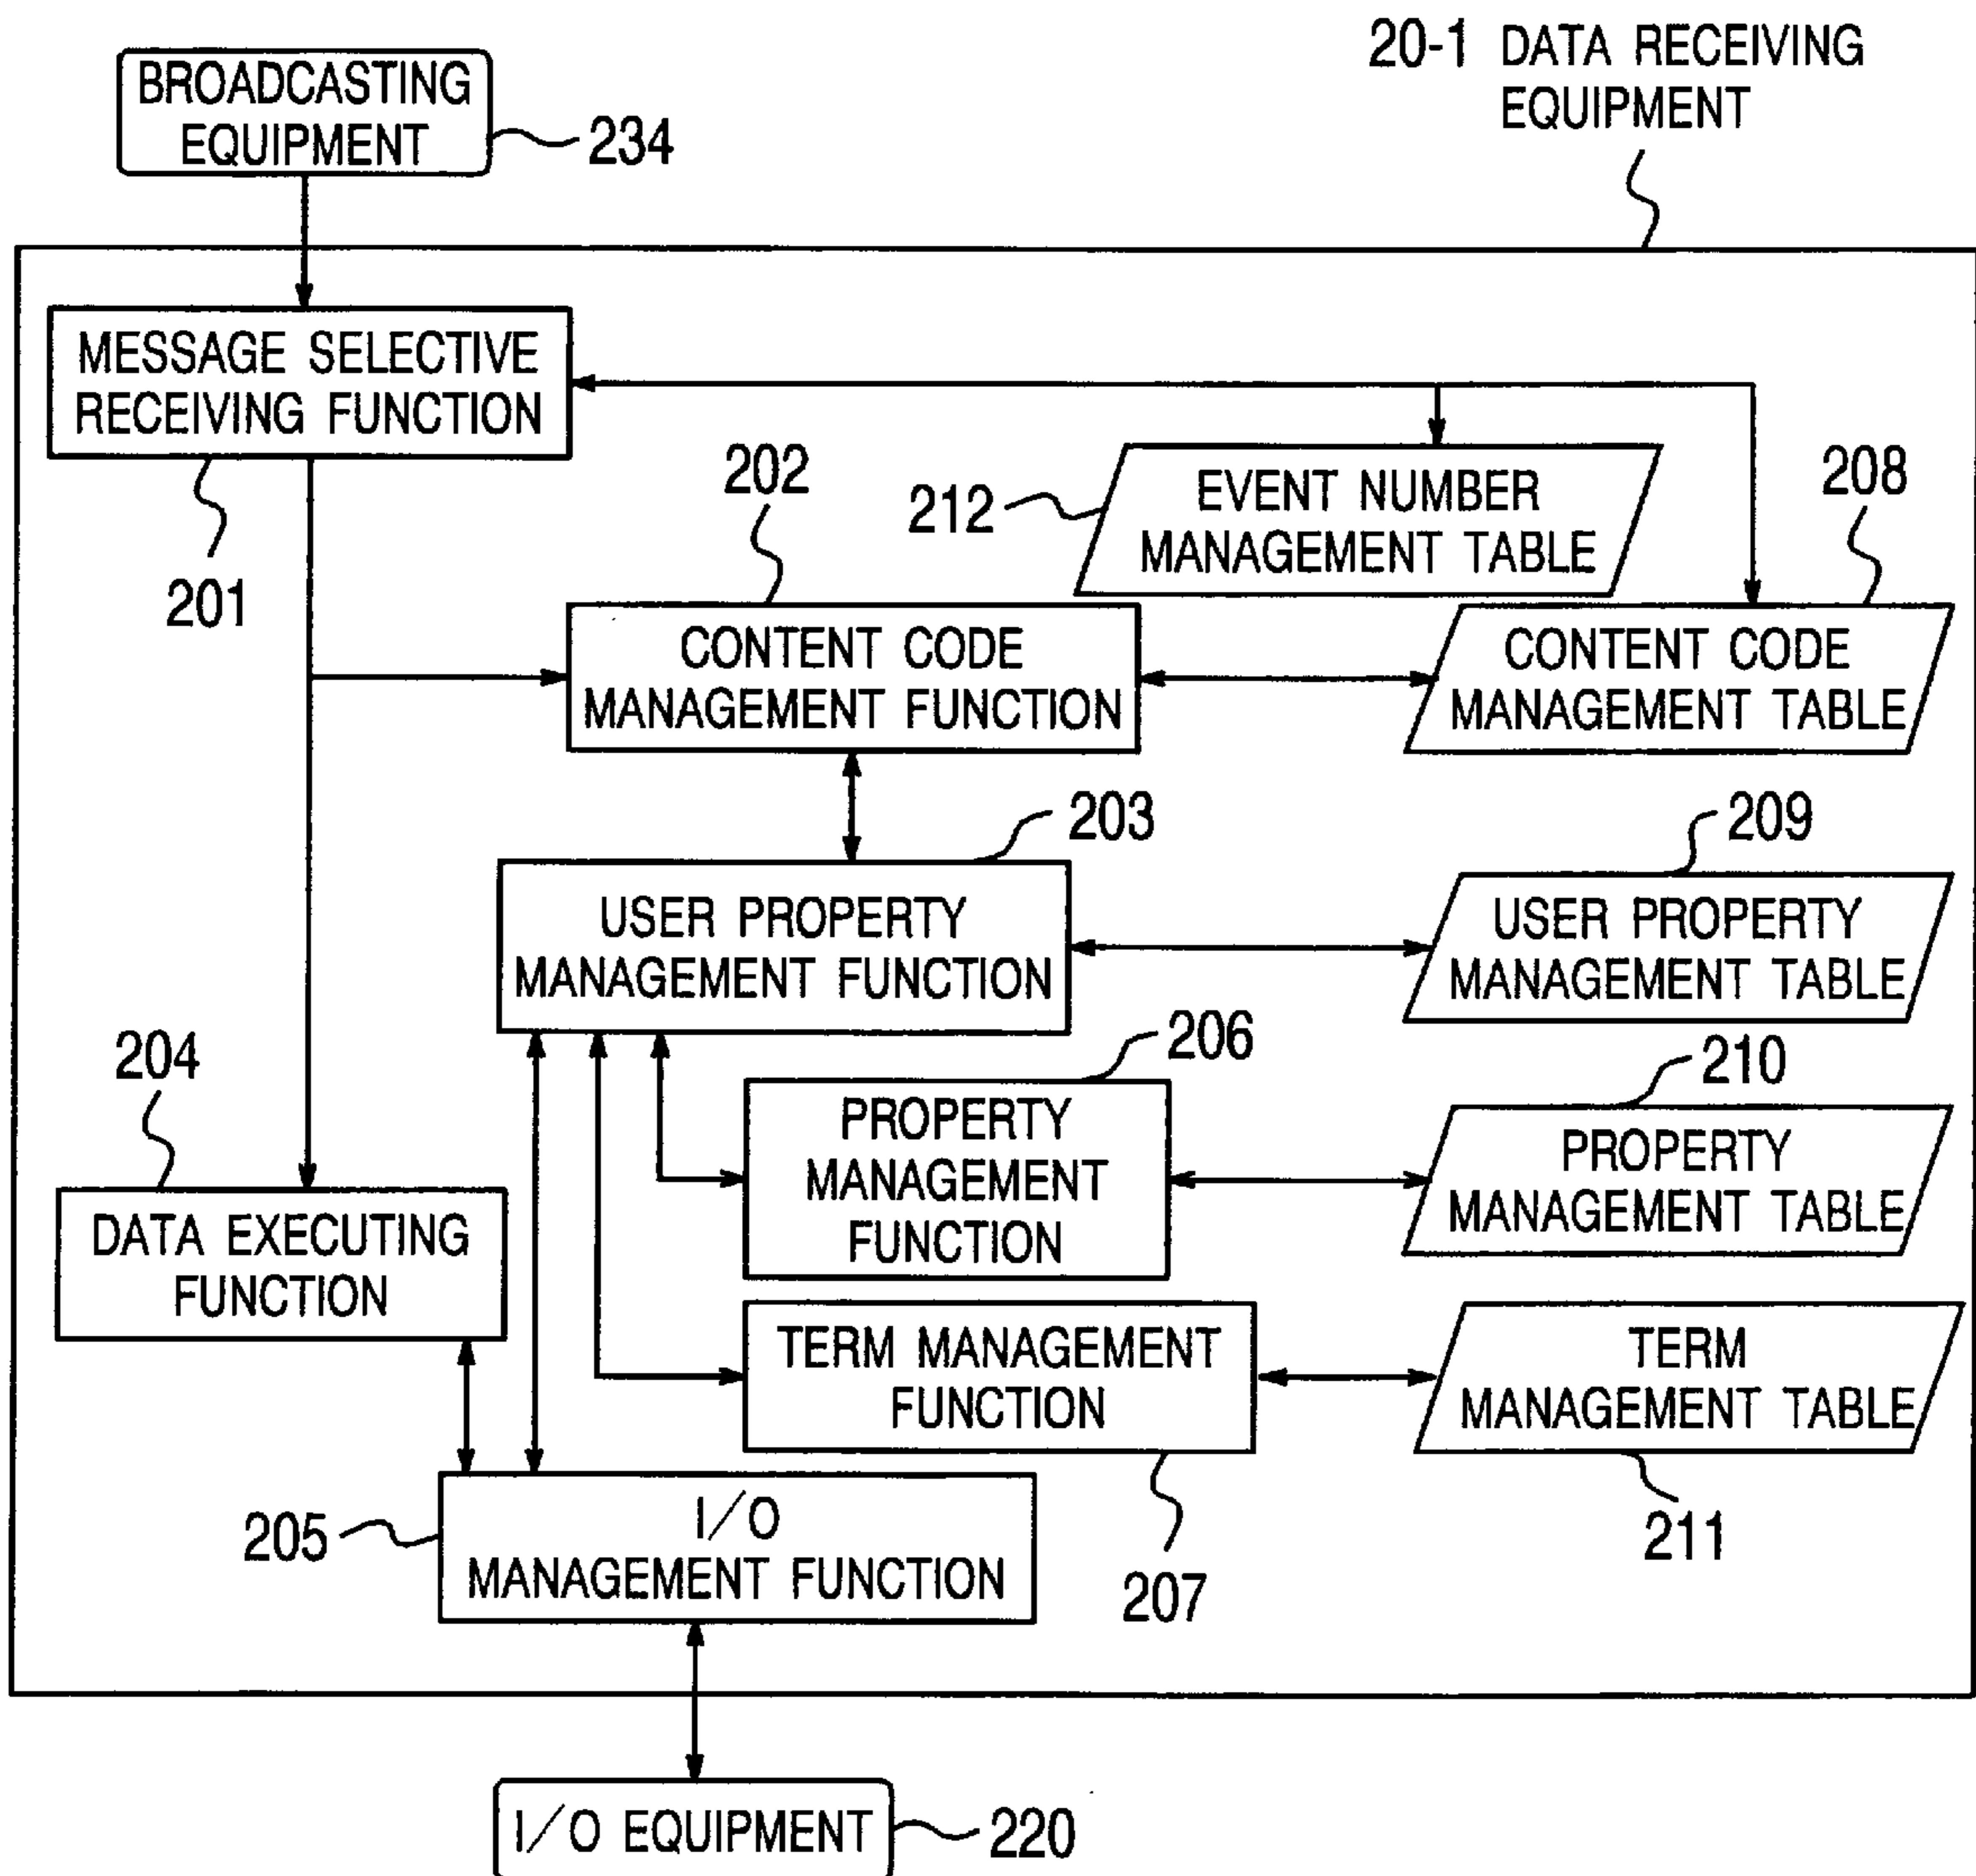 20-1 DATA RECEIVING
EQUIPMENT
BROADCASTING
EQUIPMENT
234
MESSAGE SELECTIVE
RECEIVING FUNCTION
201
202
212
EVENT NUMBER
MANAGEMENT TABLE
208
CONTENT CODE
MANAGEMENT FUNCTION
CONTENT CODE
MANAGEMENT TABLE
203
209
USER PROPERTY
MANAGEMENT FUNCTION
USER PROPERTY
MANAGEMENT TABLE
204
206
210
PROPERTY
MANAGEMENT
FUNCTION
PROPERTY
MANAGEMENT TABLE
DATA EXECUTING
FUNCTION
TERM MANAGEMENT
FUNCTION
TERM
MANAGEMENT TABLE
205
I/O
MANAGEMENT FUNCTION
207
211
I/O EQUIPMENT
220